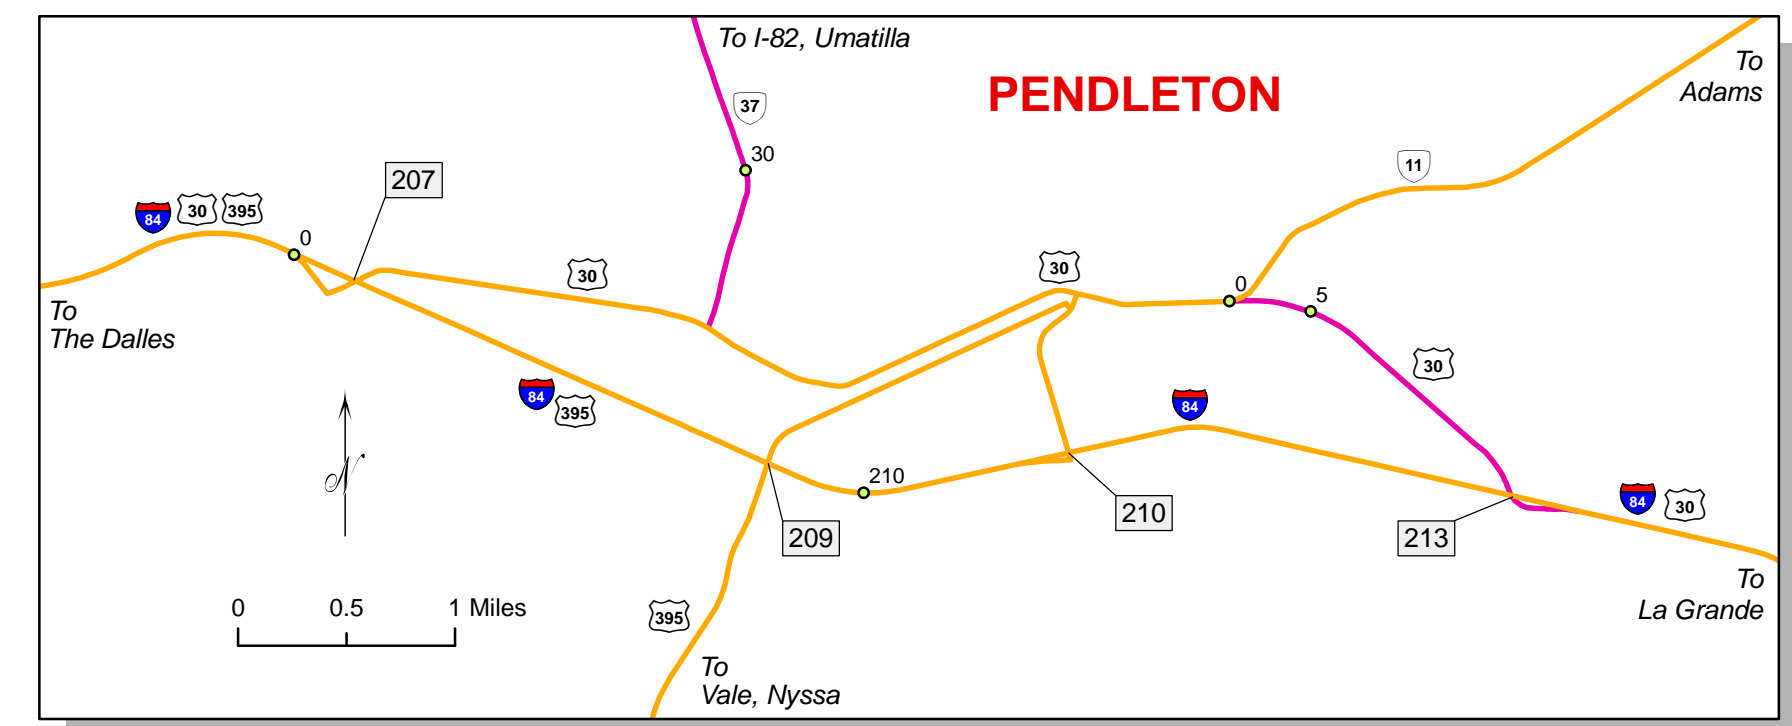 To I-82, Umatilla
PENDLETON
To
Adams
37
30
11
207
84
30
395
0
30
30
0
5
To
The Dalles
84
395
30
84
210
209
210
213
84
30
0
0.5
1 Miles
395
To
La Grande
To
Vale, Nyssa
N